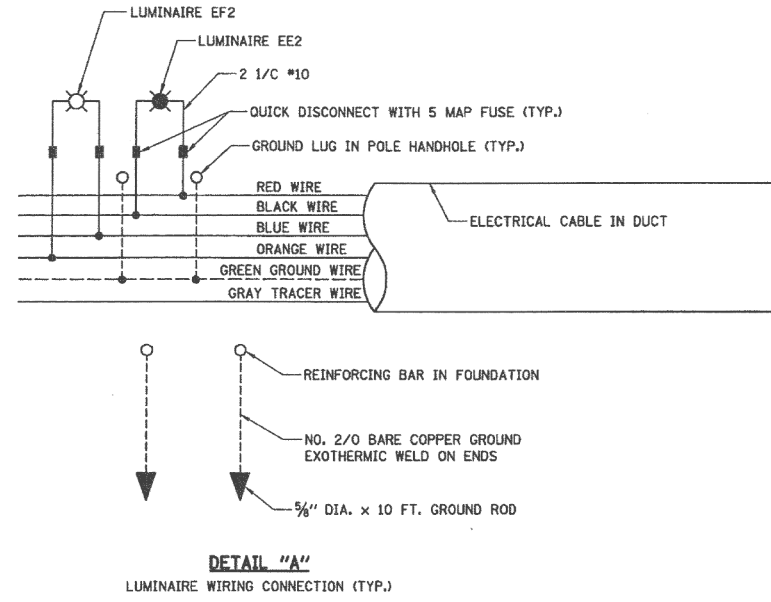 LUMINAIRE EF2
LUMINAIRE EE2
2 1/C #10
QUICK DISCONNECT WITH 5 MAP FUSE (TYP.)
GROUND LUG IN POLE HANDHOLE (TYP.)
RED WIRE
BLACK WIRE
ELECTRICAL CABLE IN DUCT
BLUE WIRE
ORANGE WIRE
GREEN GROUND WIRE
GRAY TRACER WIRE
REINFORCING BAR IN FOUNDATION
NO. 2/0 BARE COPPER GROUND
EXOTHERMIC WELD ON ENDS
5/8" DIA. x 10 FT. GROUND ROD
DETAIL "A"
LUMINAIRE WIRING CONNECTION (TYP.)